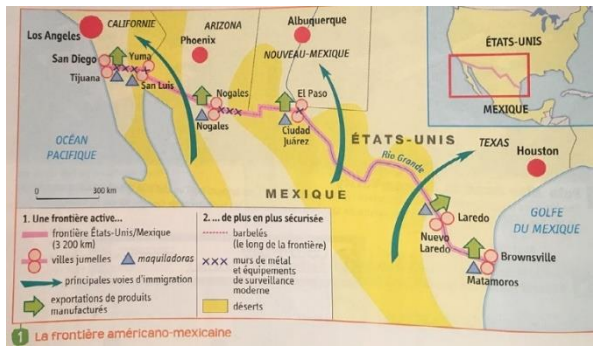 CALIFORNIE
ARIZONA
Albuquerque
Los Angeles
Phoenix
San Diego
Yuma
NOUVEAU-MEXIQUE
ÉTATS-UNIS
MEXIQUE
Tijuana
San Luis
Nogales
El Paso
Nogales
Ciudad
Juárez
OCÉAN
PACIFIQUE
ÉTATS-UNIS
TEXAS
Rio Grande
Houston
0 300 km
MEXIQUE
Laredo
GOLFE
DU MEXIQUE
Nuevo
Laredo
Brownsville
Matamoros
1. Une frontière active...
frontière États-Unis/Mexique
(3 200 km)
villes jumelles
maquiladoras
principales voies d'immigration
exportations de produits
manufacturés
2. ... de plus en plus sécurisée
barbelés
(le long de la frontière)
xxx murs de métal
et équipements
de surveillance
moderne
déserts
1 La frontière américano-mexicaine